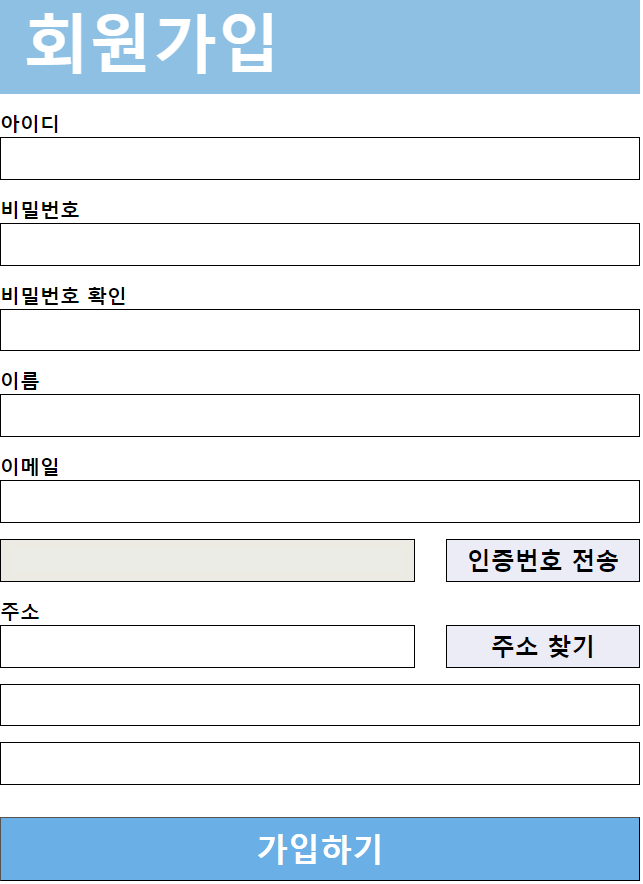 회원가입
아이디
비밀번호
비밀번호 확인
이름
이메일
인증번호 전송
주소
주소 찾기
가입하기